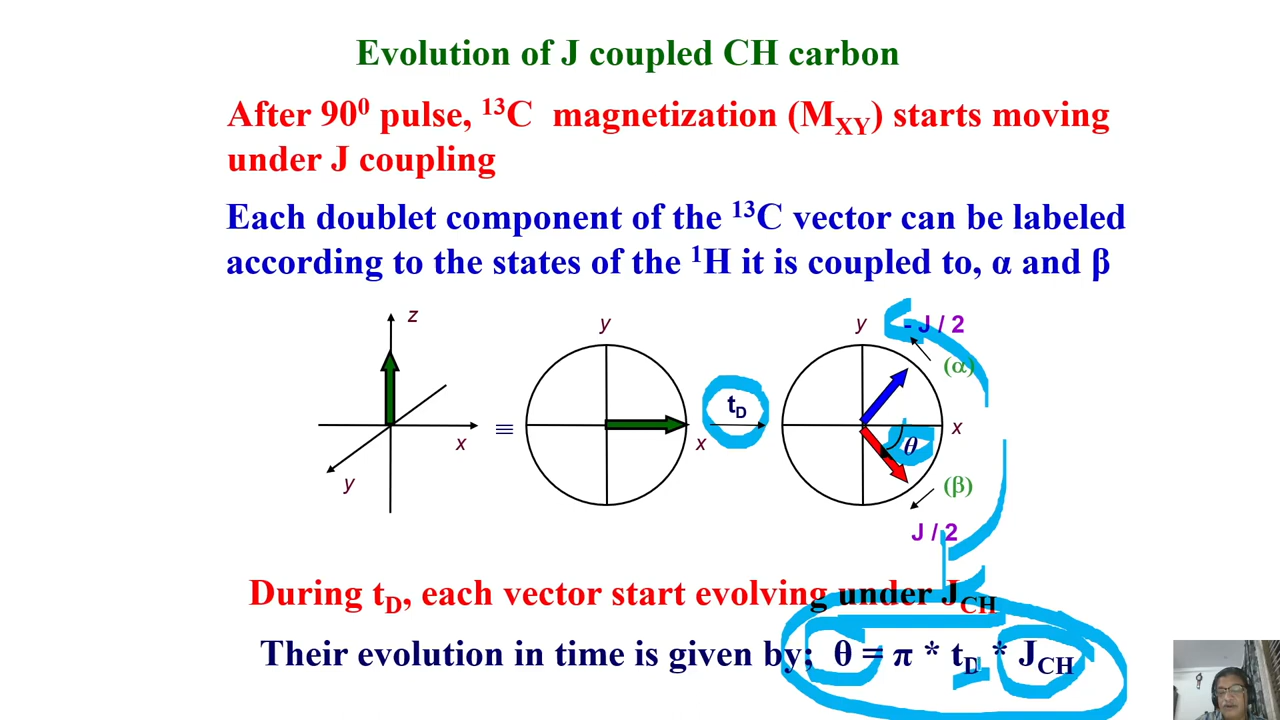 Evolution of J coupled CH carbon
After 90⁰ pulse, ¹³C magnetization (M_XY) starts moving
under J coupling
Each doublet component of the ¹³C vector can be labeled
according to the states of the ¹H it is coupled to, α and β
z
x
y
≡
y
x
t_D
y
- J / 2
(α)
x
θ
(β)
J / 2
During t_D, each vector start evolving under J_CH
Their evolution in time is given by; θ = π * t_D * J_CH